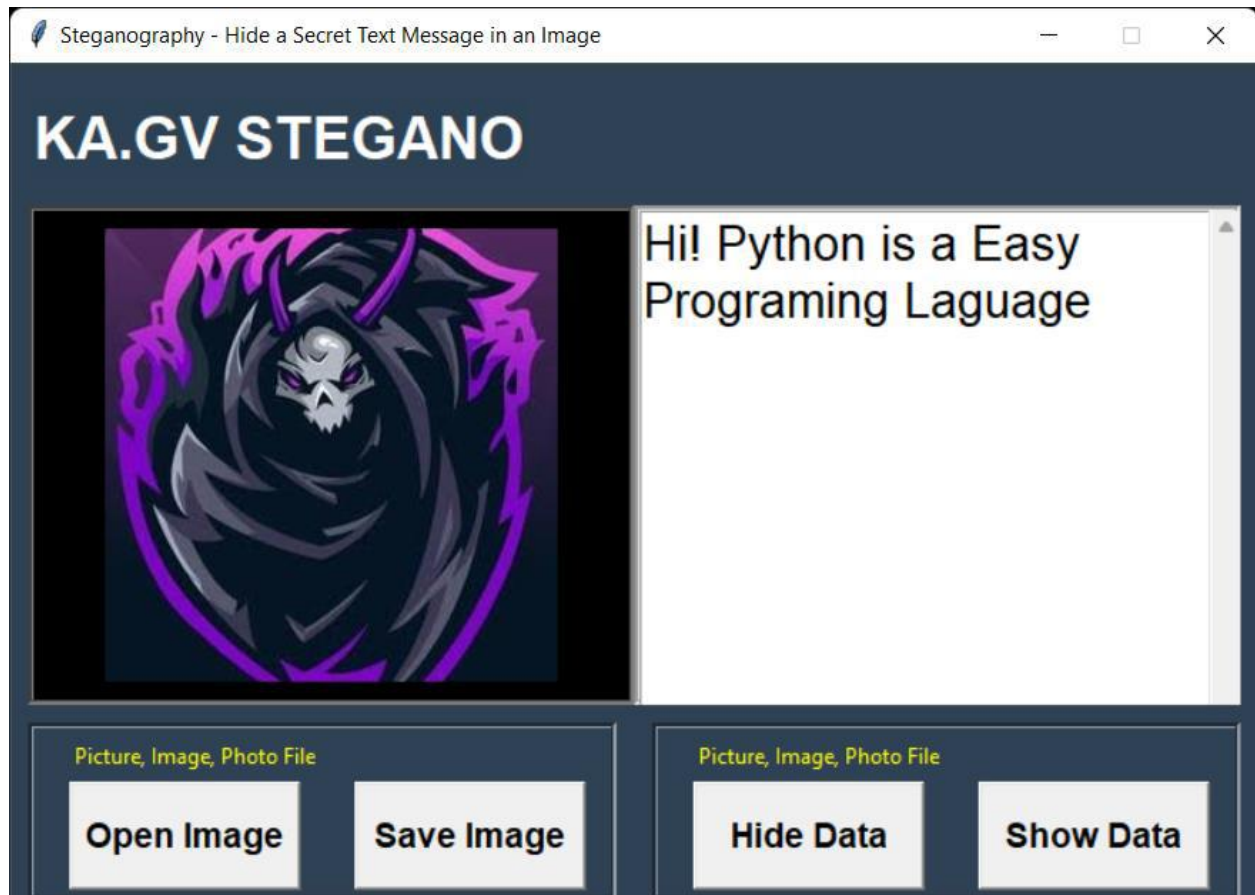 Steganography - Hide a Secret Text Message in an Image
KA.GV STEGANO
Hi! Python is a Easy
Programing Laguage
Picture, Image, Photo File
Open Image
Save Image
Picture, Image, Photo File
Hide Data
Show Data